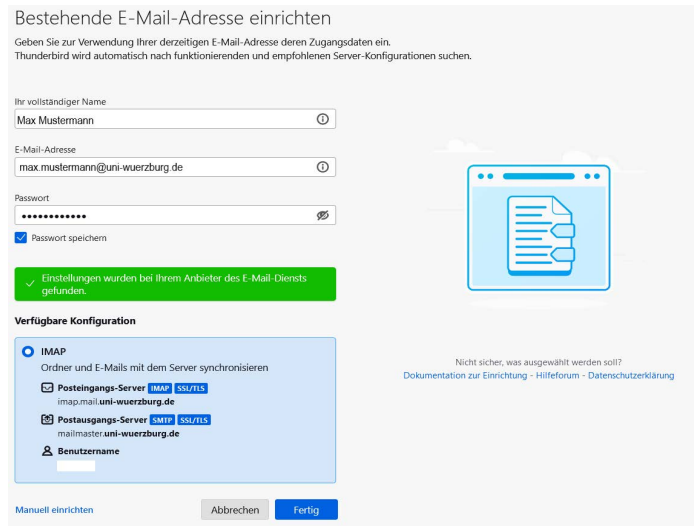 Bestehende E-Mail-Adresse einrichten
Geben Sie zur Verwendung Ihrer derzeitigen E-Mail-Adresse deren Zugangsdaten ein.
Thunderbird wird automatisch nach funktionierenden und empfohlenen Server-Konfigurationen suchen.
Ihr vollständiger Name
Max Mustermann
E-Mail-Adresse
max.mustermann@uni-wuerzburg.de
Passwort
••••••••••••
Passwort speichern
Einstellungen wurden bei Ihrem Anbieter des E-Mail-Diensts
gefunden.
Verfügbare Konfiguration
IMAP
Ordner und E-Mails mit dem Server synchronisieren
Posteingangs-Server IMAP SSL/TLS
imap.mail.uni-wuerzburg.de
Postausgangs-Server SMTP SSL/TLS
mailmaster.uni-wuerzburg.de
Benutzername
Nicht sicher, was ausgewählt werden soll?
Dokumentation zur Einrichtung - Hilfeforum - Datenschutzerklärung
Manuell einrichten
Abbrechen
Fertig